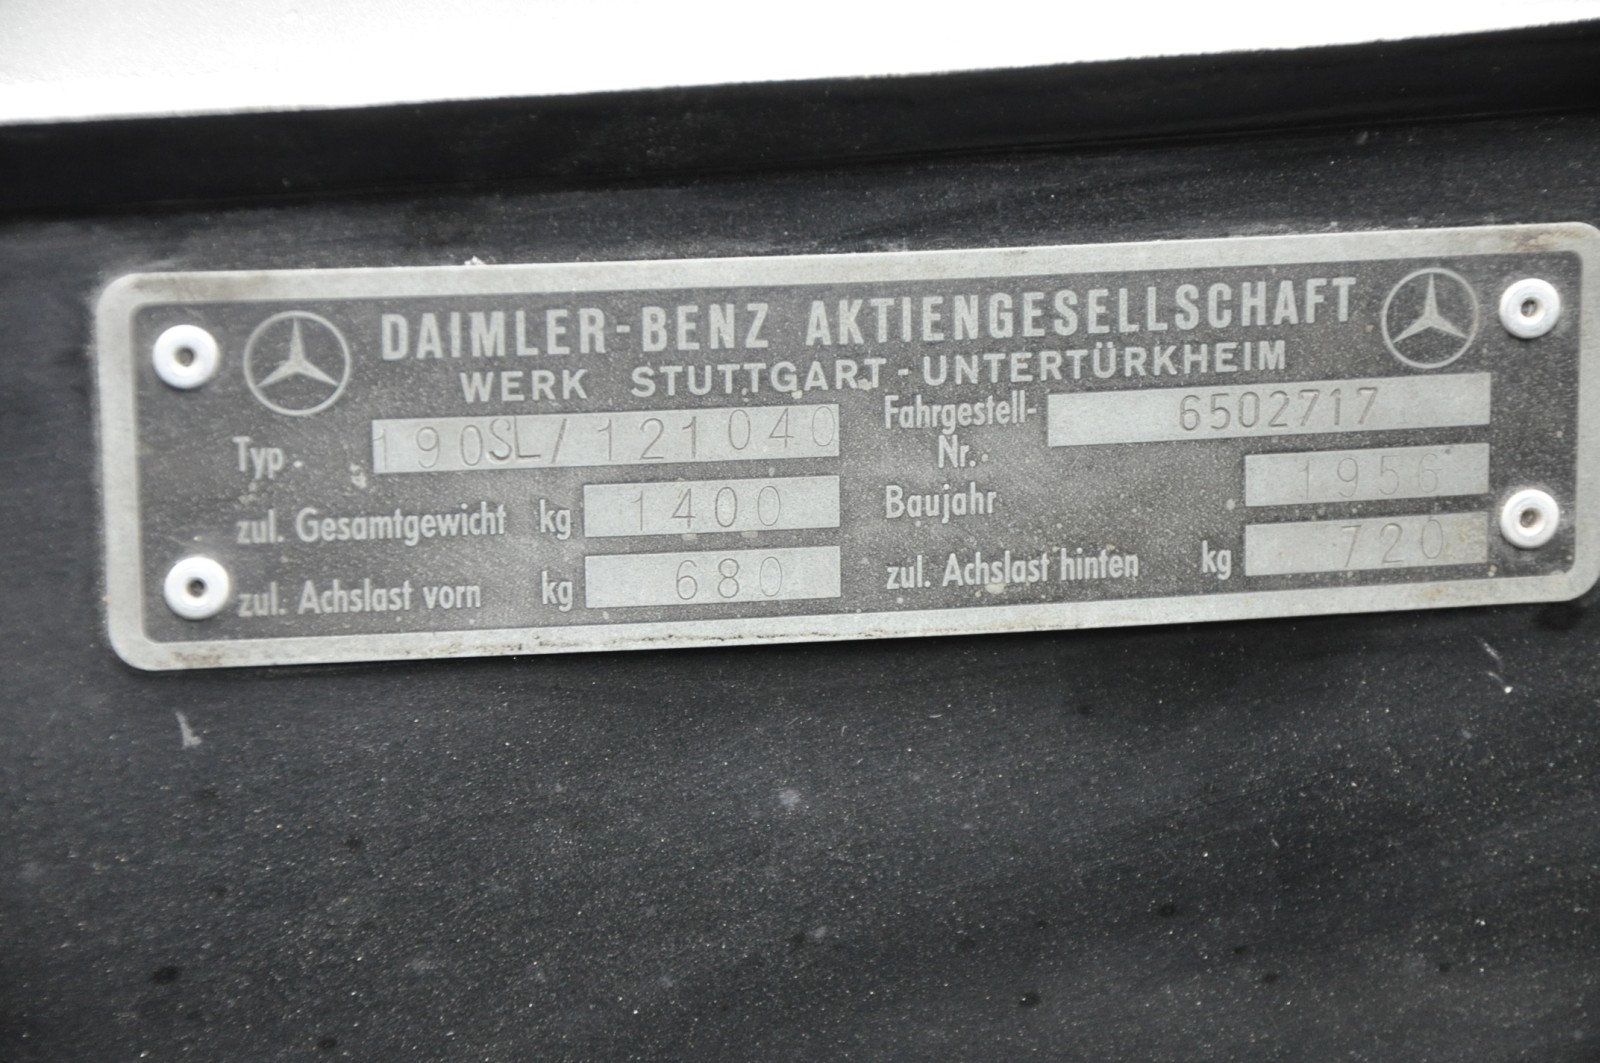 DAIMLER-BENZ AKTIENGESELLSCHAFT
WERK STUTTGART-UNTERTÜRKHEIM
Typ 190SL/121040 Fahrgestell-Nr. 6502717
zul. Gesamtgewicht kg 1400 Baujahr 1956
zul. Achslast vorn kg 680 zul. Achslast hinten kg 720